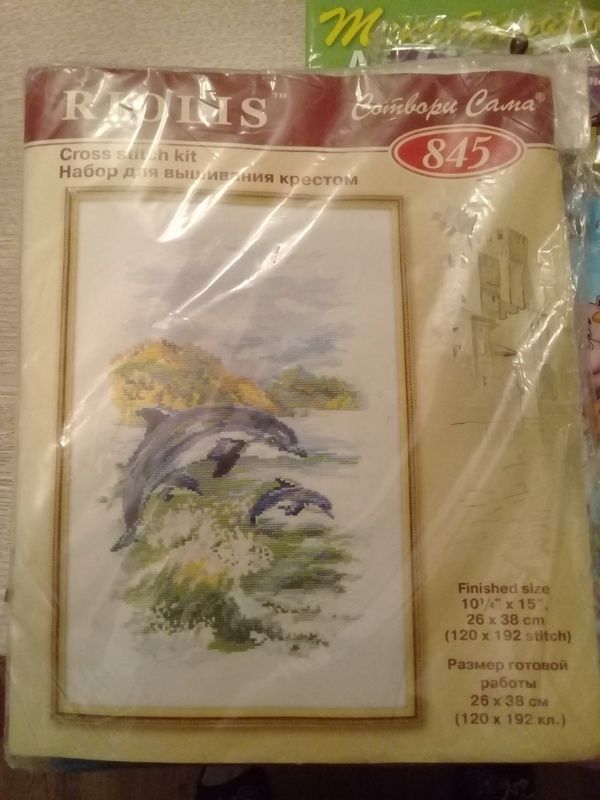 RIOLIS™
Сотвори Сама®
845
Cross stitch kit
Набор для вышивания крестом
Finished size
10¼" x 15",
26 x 38 cm
(120 x 192 stitch)
Размер готовой
работы
26 x 38 см
(120 x 192 кл.)